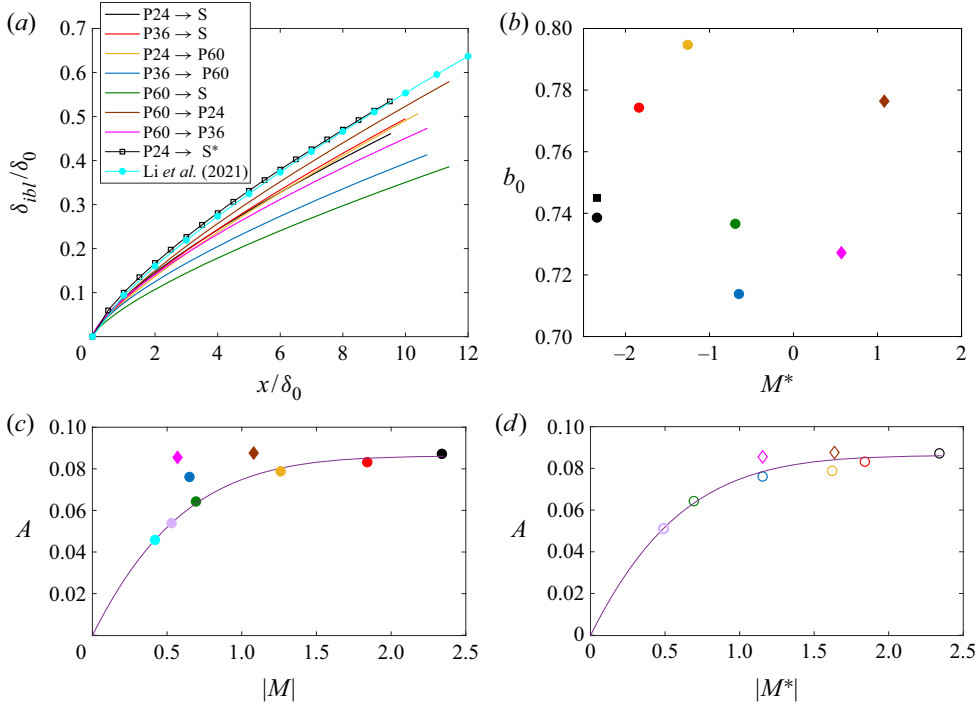 (a)
0.7
0.6
0.5
0.4
0.3
0.2
0.1
0
2
4
6
8
10
12
δibl/δ0
x/δ0
P24 → S
P36 → S
P24 → P60
P36 → P60
P60 → S
P60 → P24
P60 → P36
P24 → S*
Li et al. (2021)
(b)
0.80
0.78
0.76
0.74
0.72
0.70
−2
−1
0
1
2
b0
M*
(c)
0.10
0.08
0.06
0.04
0.02
0
0.5
1.0
1.5
2.0
2.5
A
|M|
(d)
0.10
0.08
0.06
0.04
0.02
0
0
0.5
1.0
1.5
2.0
2.5
A
|M*|